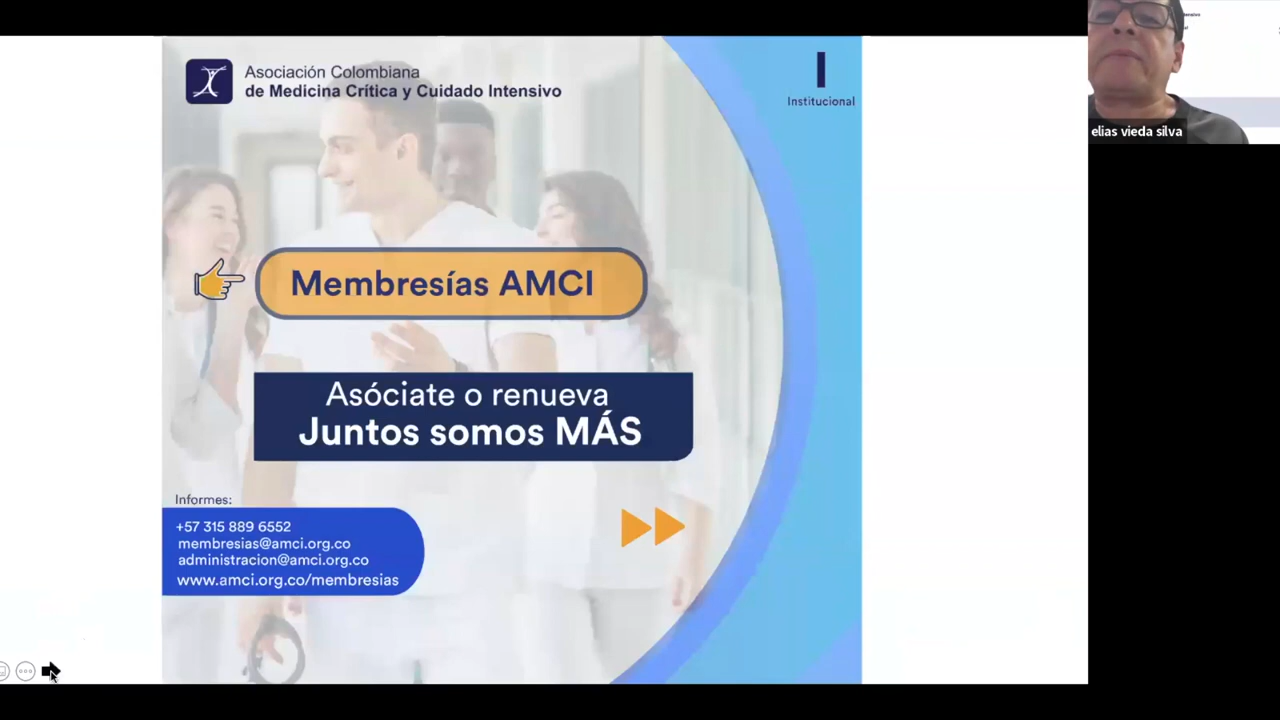 Asociación Colombiana
de Medicina Crítica y Cuidado Intensivo
Institucional
elias vieda silva
Membresías AMCI
Asóciate o renueva
Juntos somos MÁS
Informes:
+57 315 889 6552
membresias@amci.org.co
administracion@amci.org.co
www.amci.org.co/membresias